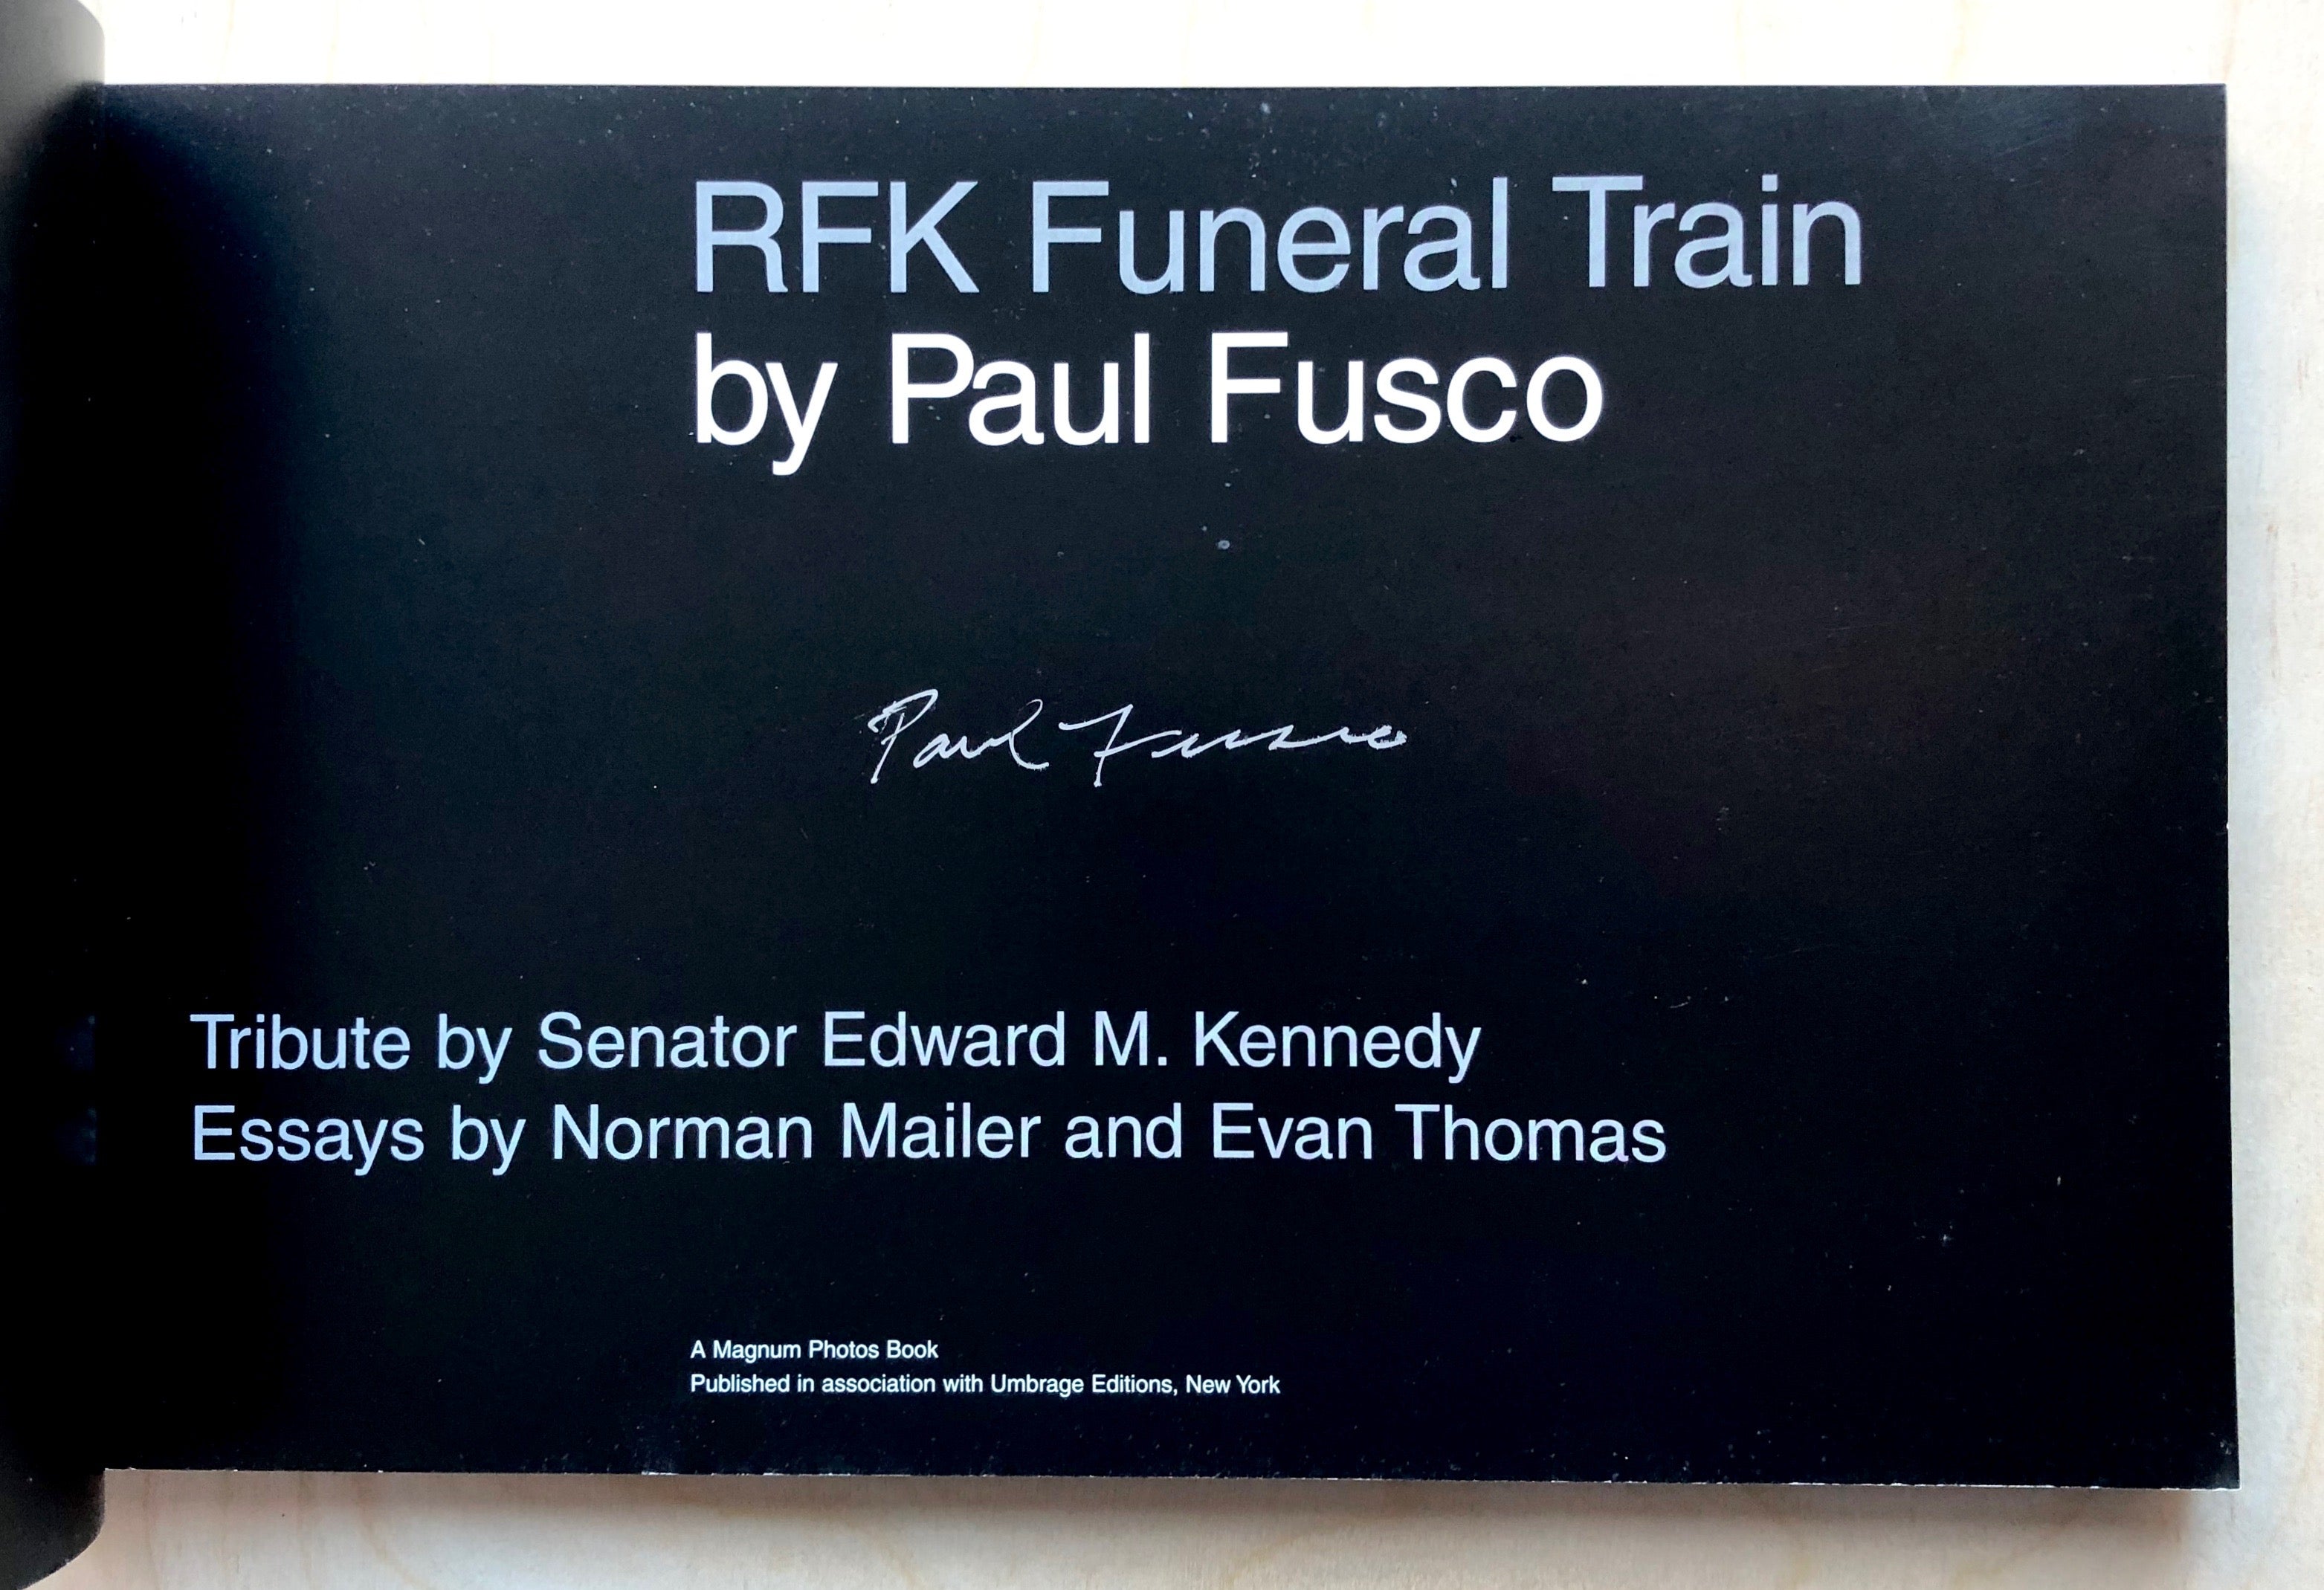 RFK Funeral Train
by Paul Fusco
Paul Fusco
Tribute by Senator Edward M. Kennedy
Essays by Norman Mailer and Evan Thomas
A Magnum Photos Book
Published in association with Umbrage Editions, New York